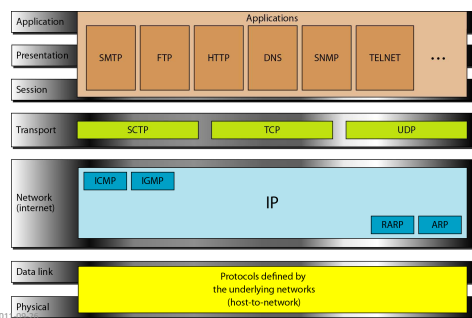 Application
Applications
Presentation
SMTP FTP HTTP DNS SNMP TELNET ...
Session
Transport
SCTP TCP UDP
Network
(internet)
ICMP IGMP
IP
RARP ARP
Data link
Protocols defined by
the underlying networks
(host-to-network)
Physical